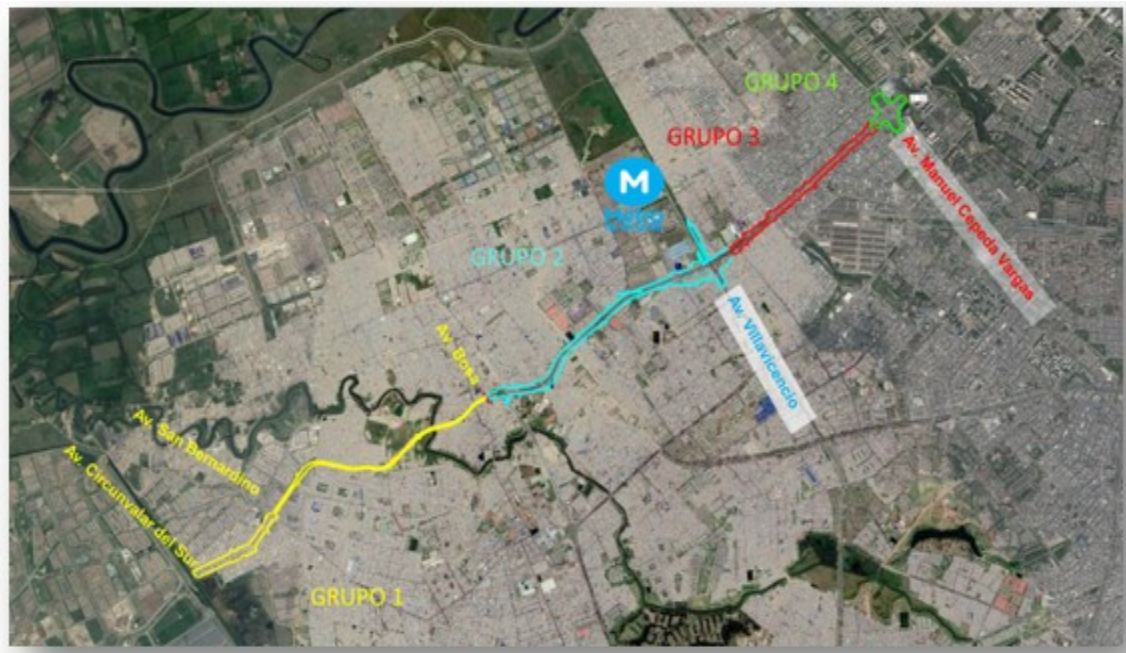 GRUPO 4
GRUPO 3
M
GRUPO 2
Av. Manuel Cepeda Vargas
Av. Villavicencio
Av. Bosa
Av. San Bernardino
Av. Circunvalar del Sur
GRUPO 1